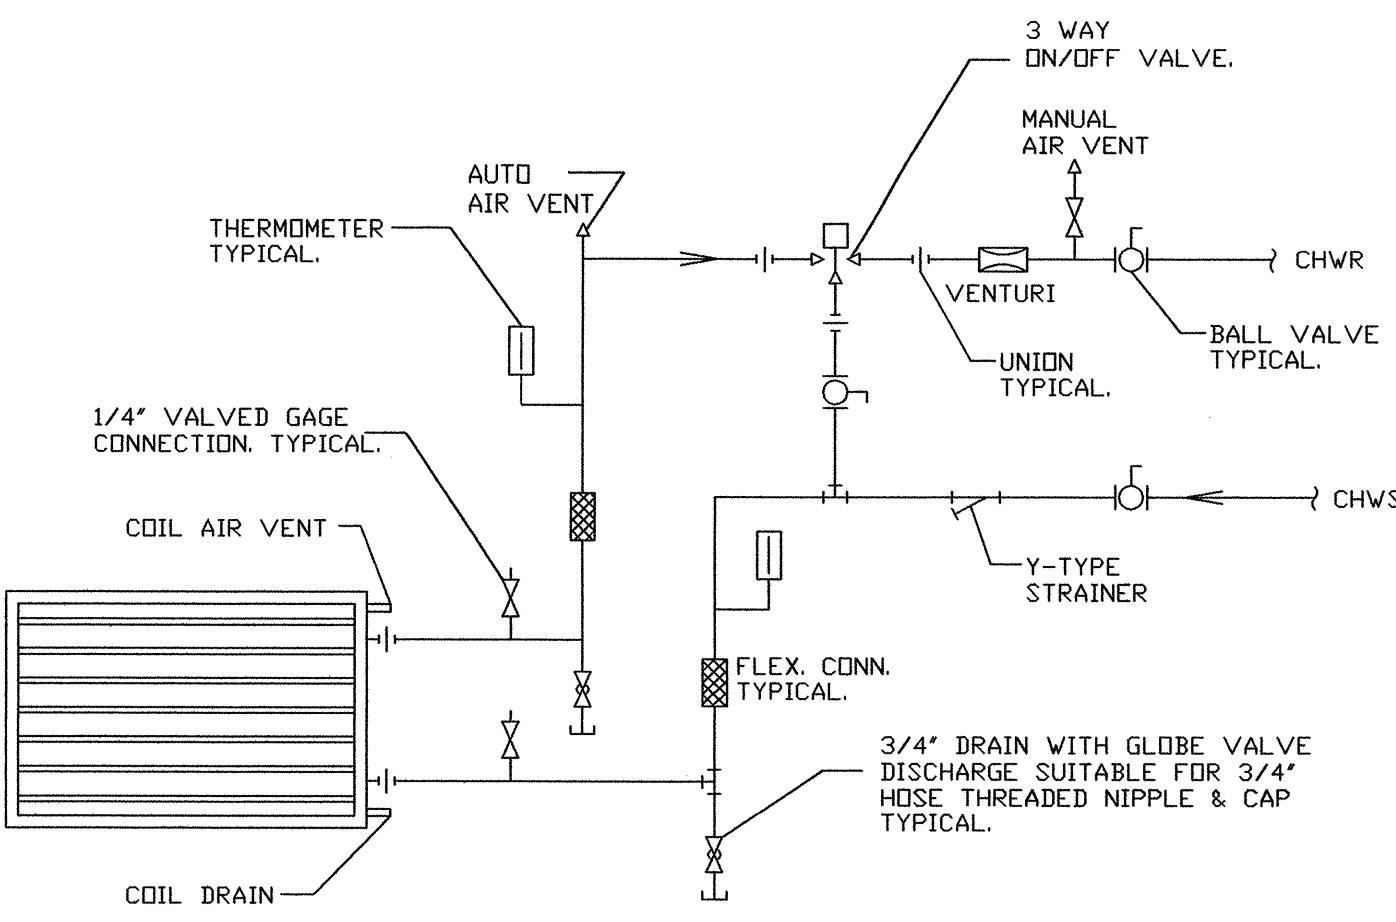 3 WAY
ON/OFF VALVE.
MANUAL
AIR VENT
AUTO
AIR VENT
THERMOMETER
TYPICAL.
CHWR
VENTURI
BALL VALVE
TYPICAL.
UNION
TYPICAL.
1/4" VALVED GAGE
CONNECTION. TYPICAL.
CHWS
COIL AIR VENT
Y-TYPE
STRAINER
FLEX. CONN.
TYPICAL.
3/4" DRAIN WITH GLOBE VALVE
DISCHARGE SUITABLE FOR 3/4"
HOSE THREADED NIPPLE & CAP
TYPICAL.
COIL DRAIN